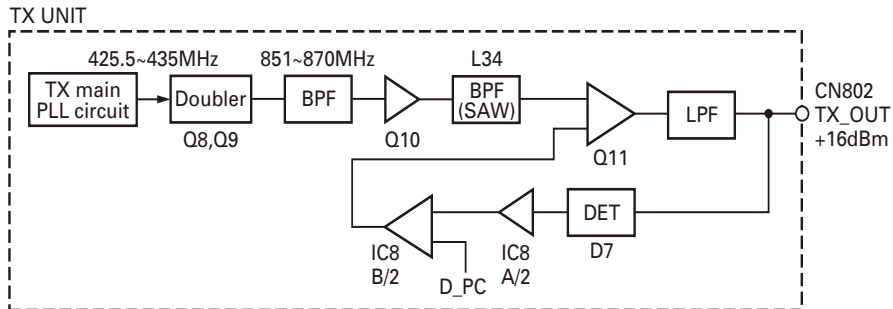 TX UNIT
425.5~435MHz
851~870MHz
L34
TX main
PLL circuit
Doubler
BPF
BPF
(SAW)
LPF
CN802
TX_OUT
+16dBm
Q8,Q9
Q10
Q11
DET
D7
IC8
A/2
IC8
B/2
D_PC